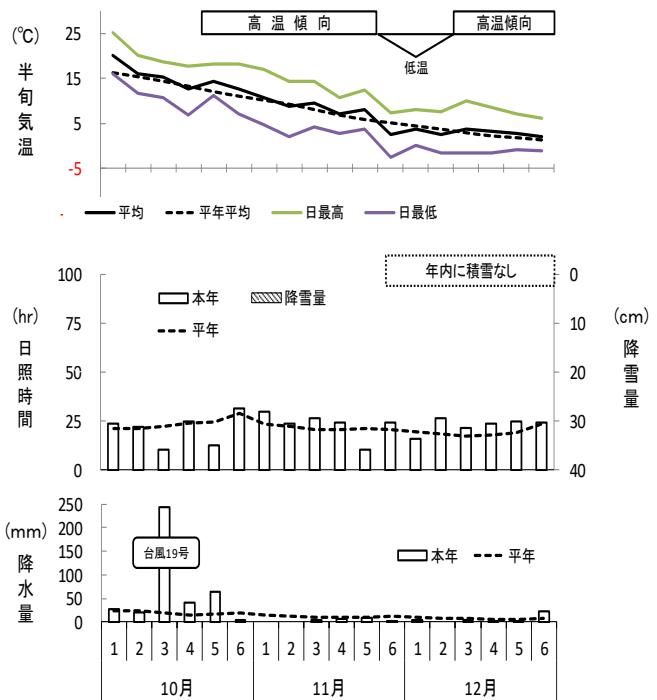 高温傾向
高温傾向
低温
(℃)
半旬気温
25
15
5
-5
平均 平年平均 日最高 日最低
年内に積雪なし
(hr)
日照時間
100
75
50
25
0
本年 降雪量
平年
(cm)
降雪量
0
10
20
30
40
(mm)
降水量
250
200
150
100
50
0
台風19号
本年 平年
1 2 3 4 5 6 1 2 3 4 5 6 1 2 3 4 5 6
10月 11月 12月